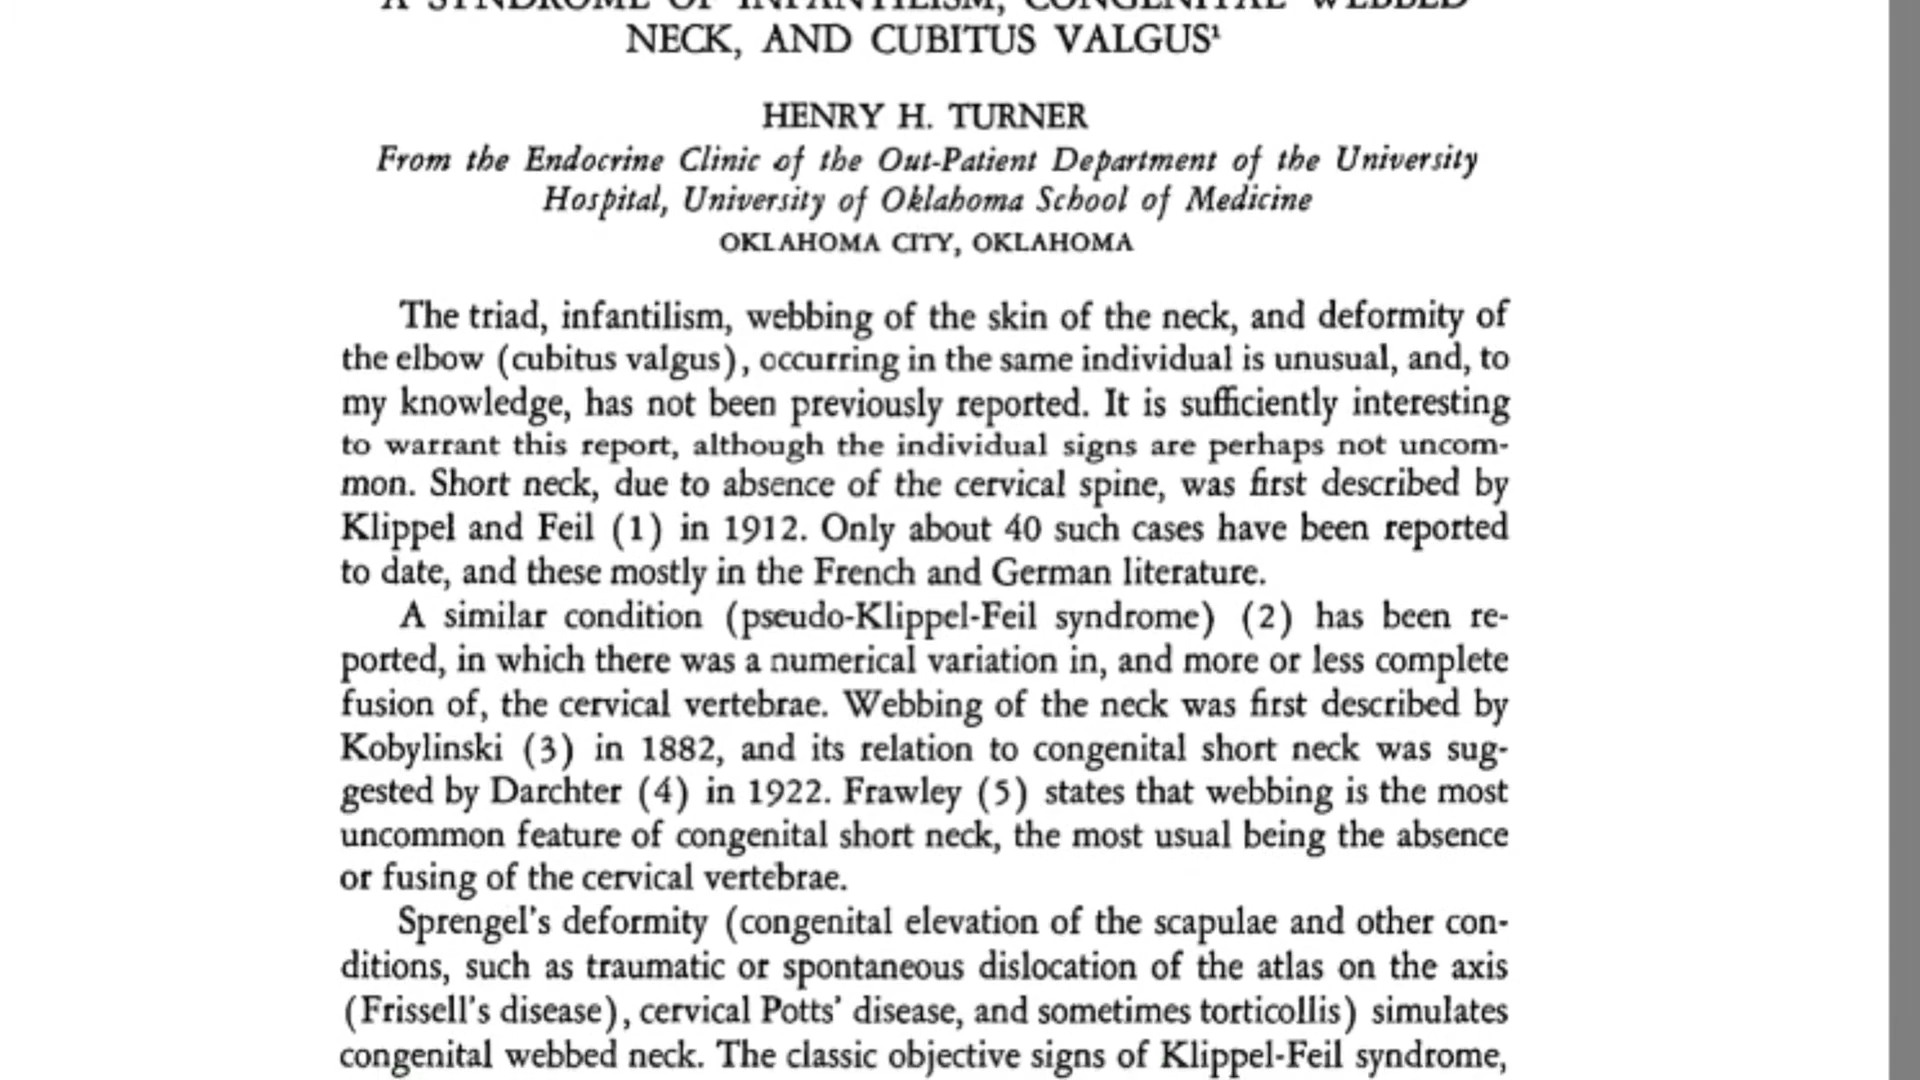 A SYNDROME OF INFANTILISM, CONGENITAL WEBBED
NECK, AND CUBITUS VALGUS¹
HENRY H. TURNER
From the Endocrine Clinic of the Out-Patient Department of the University
Hospital, University of Oklahoma School of Medicine
OKLAHOMA CITY, OKLAHOMA
The triad, infantilism, webbing of the skin of the neck, and deformity of
the elbow (cubitus valgus), occurring in the same individual is unusual, and, to
my knowledge, has not been previously reported. It is sufficiently interesting
to warrant this report, although the individual signs are perhaps not uncom-
mon. Short neck, due to absence of the cervical spine, was first described by
Klippel and Feil (1) in 1912. Only about 40 such cases have been reported
to date, and these mostly in the French and German literature.
A similar condition (pseudo-Klippel-Feil syndrome) (2) has been re-
ported, in which there was a numerical variation in, and more or less complete
fusion of, the cervical vertebrae. Webbing of the neck was first described by
Kobylinski (3) in 1882, and its relation to congenital short neck was sug-
gested by Darchter (4) in 1922. Frawley (5) states that webbing is the most
uncommon feature of congenital short neck, the most usual being the absence
or fusing of the cervical vertebrae.
Sprengel's deformity (congenital elevation of the scapulae and other con-
ditions, such as traumatic or spontaneous dislocation of the atlas on the axis
(Frissell's disease), cervical Potts' disease, and sometimes torticollis) simulates
congenital webbed neck. The classic objective signs of Klippel-Feil syndrome,